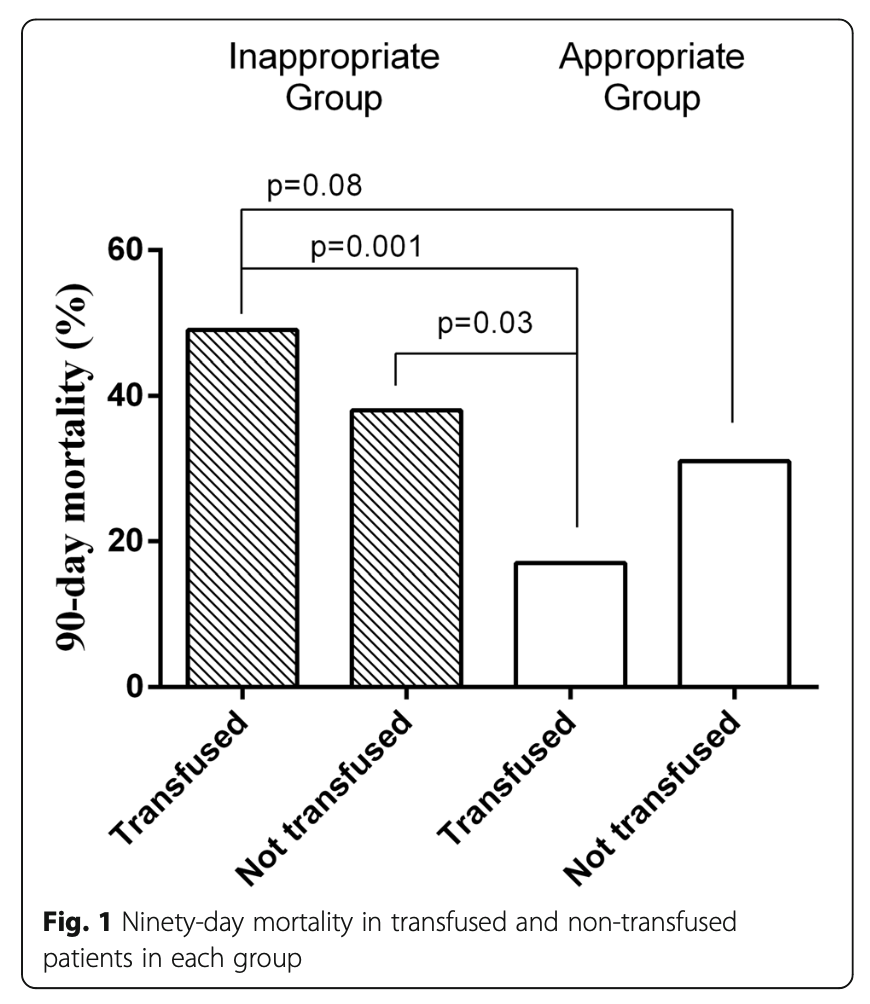 Inappropriate
Group
Appropriate
Group
p=0.08
p=0.001
p=0.03
90-day mortality (%)
60
40
20
0
Transfused
Not transfused
Transfused
Not transfused
Fig. 1 Ninety-day mortality in transfused and non-transfused
patients in each group